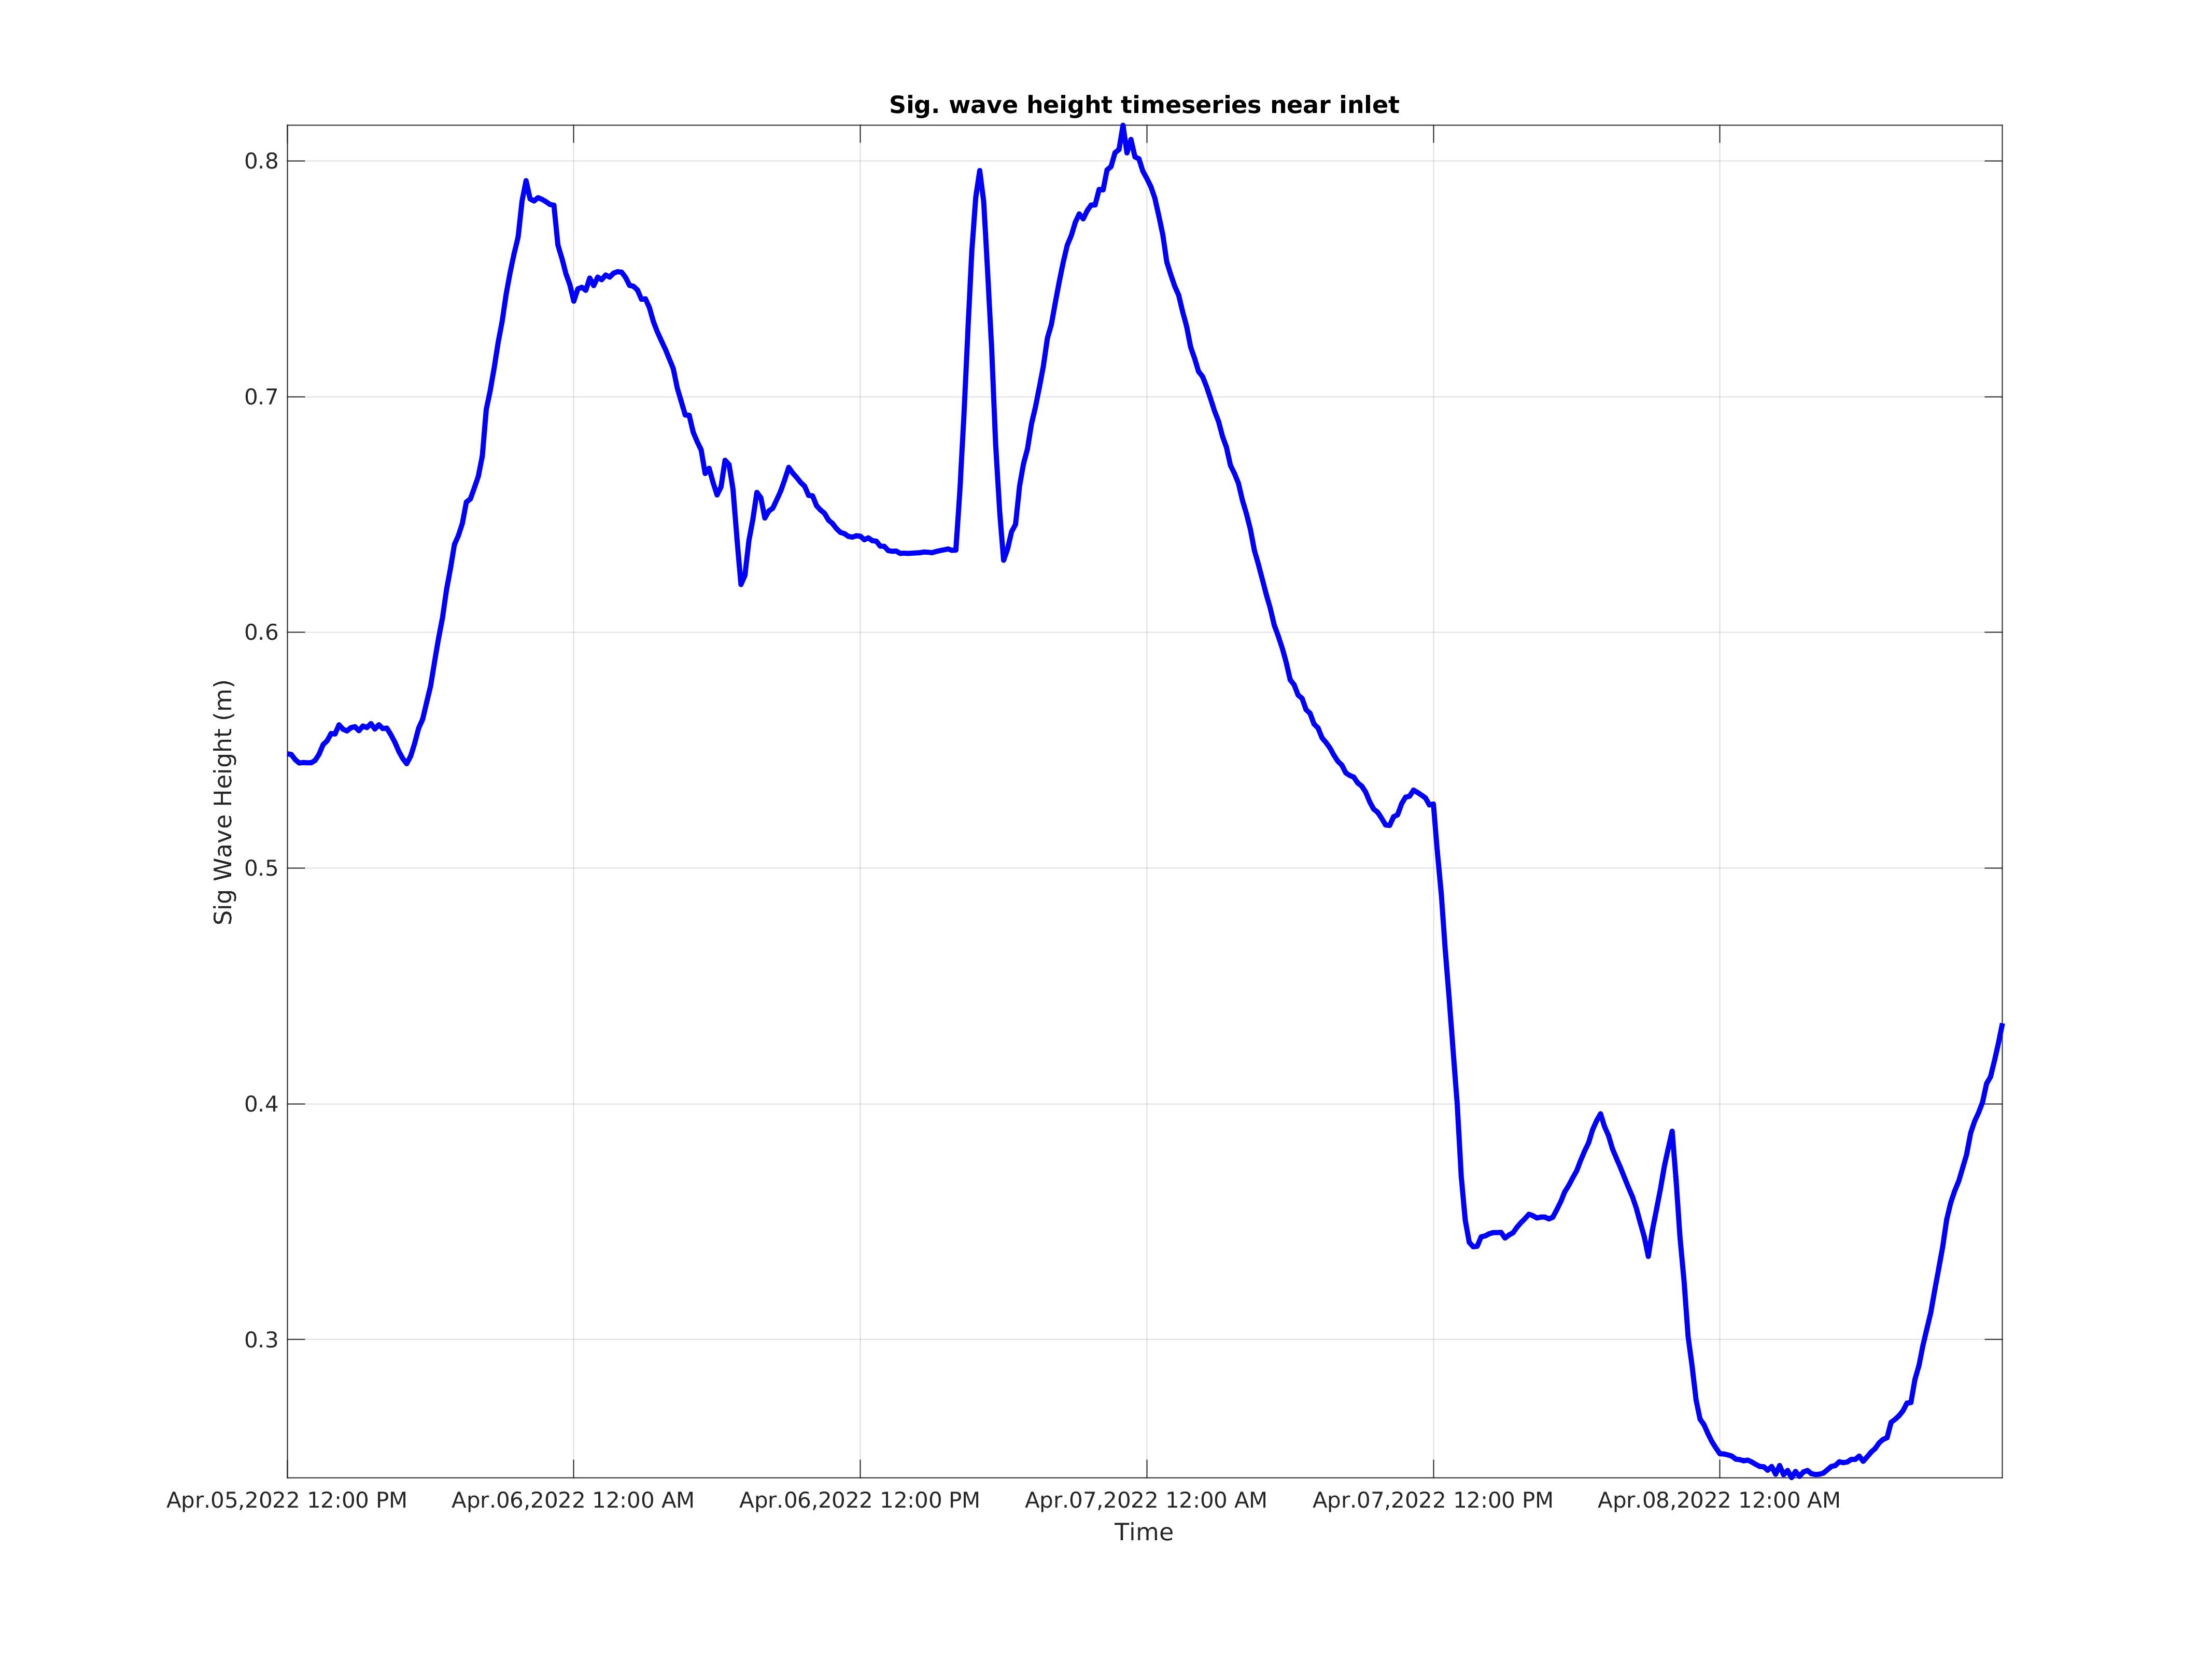 Sig. wave height timeseries near inlet
0.8
0.7
0.6
0.5
0.4
0.3
Sig Wave Height (m)
Apr.05,2022 12:00 PM Apr.06,2022 12:00 AM Apr.06,2022 12:00 PM Apr.07,2022 12:00 AM Apr.07,2022 12:00 PM Apr.08,2022 12:00 AM
Time